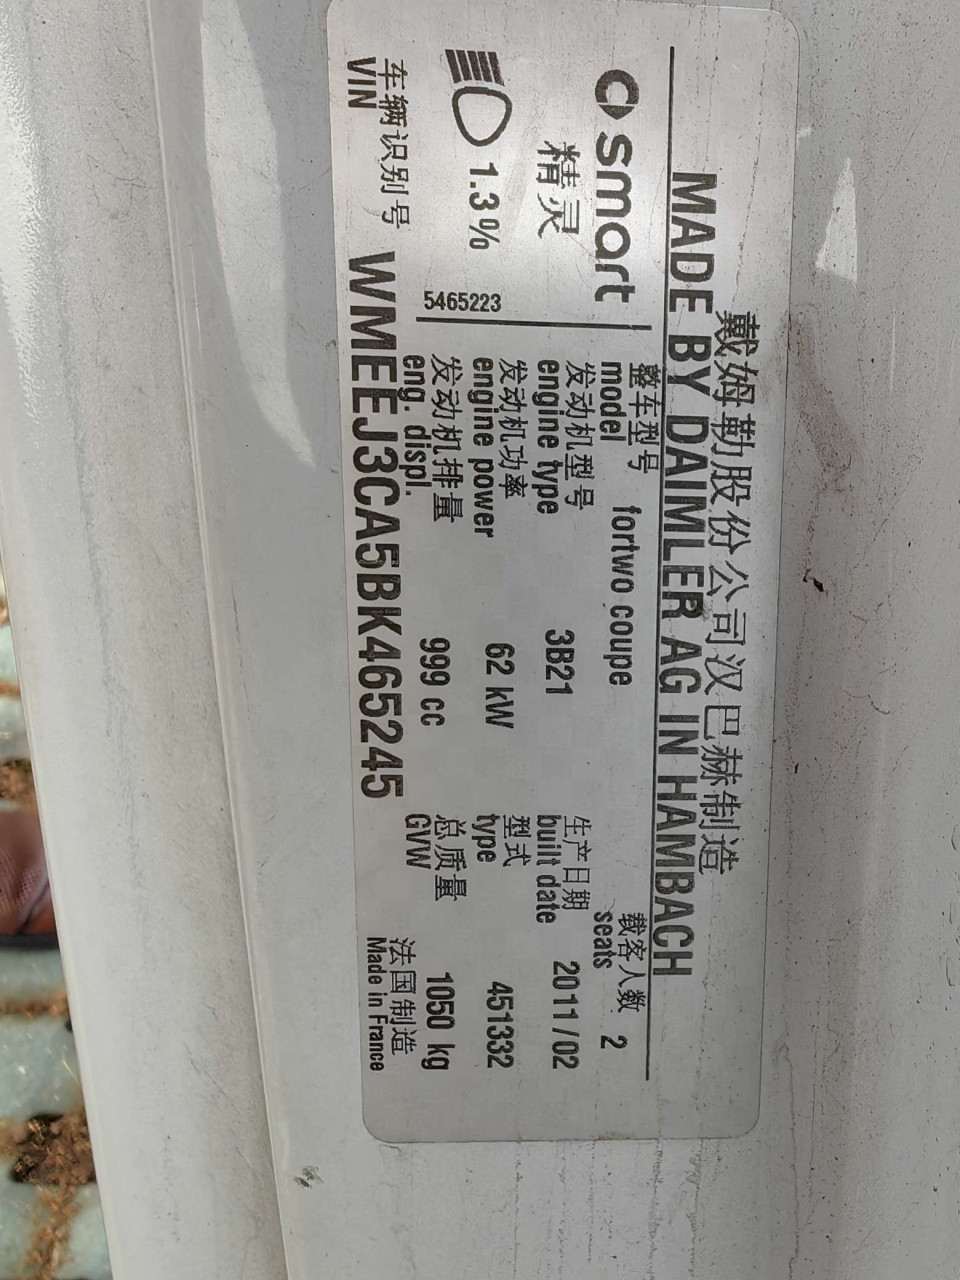 戴姆勒股份公司汉巴赫制造
MADE BY DAIMLER AG IN HAMBACH
smart
精灵
1.3%
5465223
整车型号 载客人数
model fortwo coupe seats 2
发动机型号 生产日期
engine type 3B21 built date 2011/02
发动机功率 型式
engine power 62 kW type 451332
发动机排量 总质量
eng. displ. 999 cc GVW 1050 kg
车辆识别号 法国制造
VIN WMEEJ3CA5BK465245 Made in France